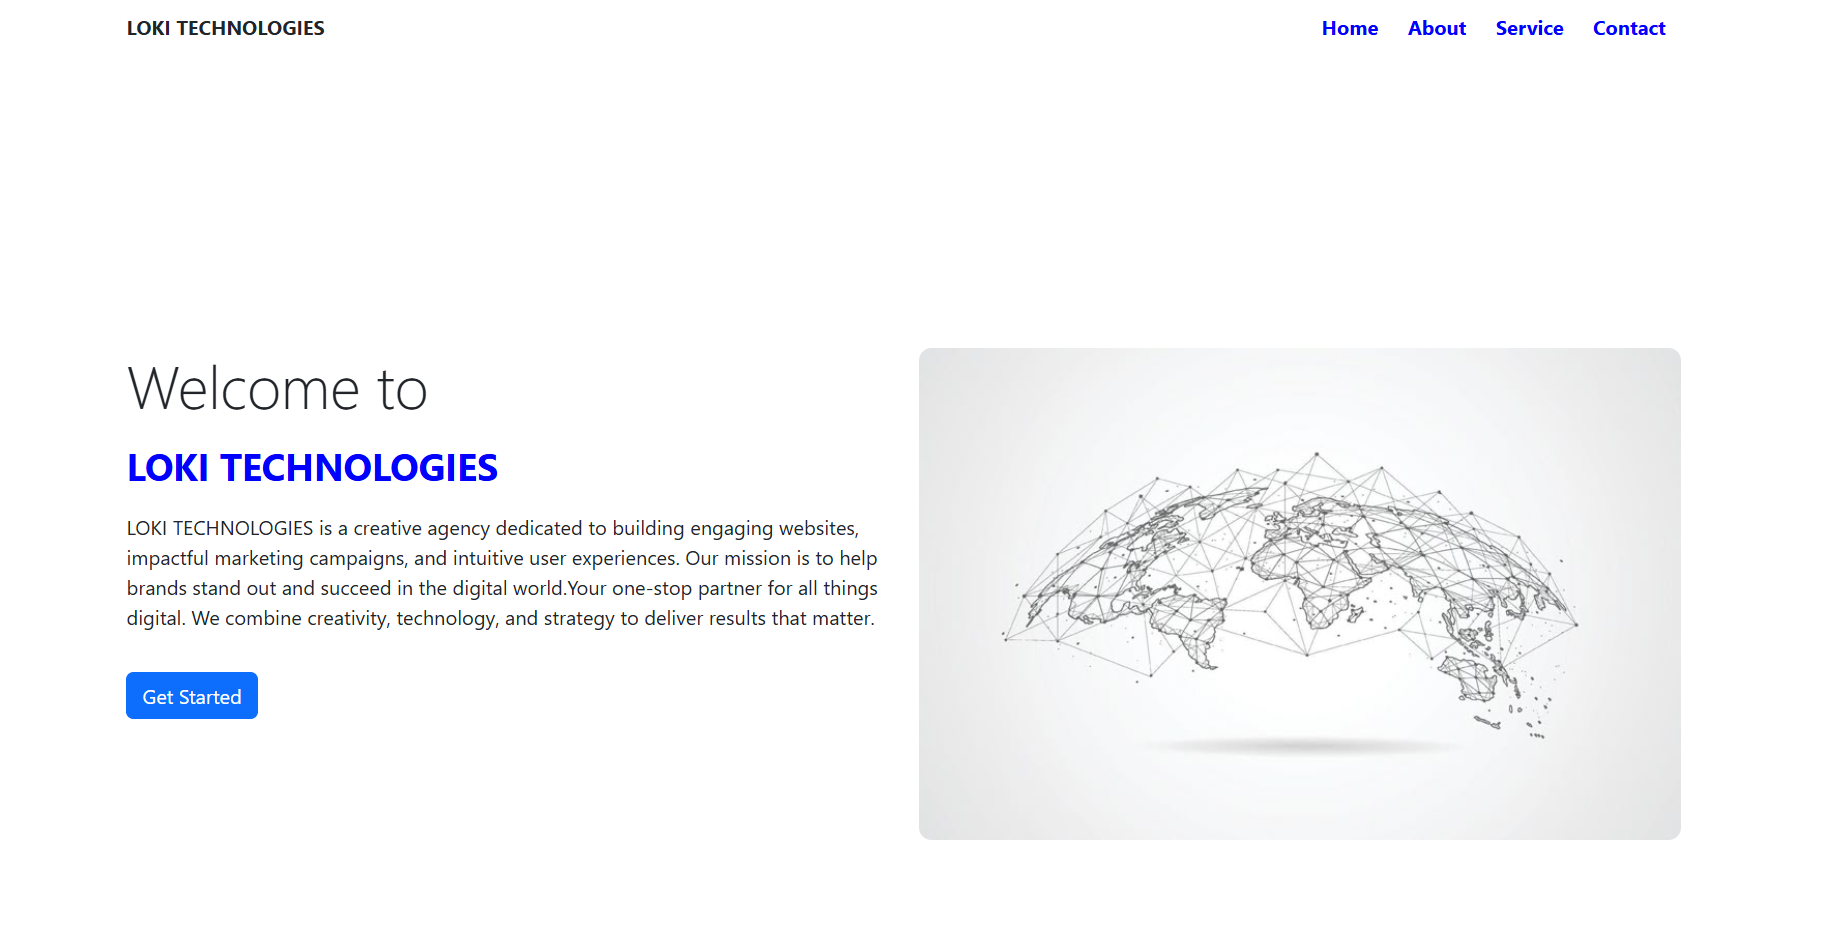 LOKI TECHNOLOGIES
Home About Service Contact
Welcome to
LOKI TECHNOLOGIES
LOKI TECHNOLOGIES is a creative agency dedicated to building engaging websites,
impactful marketing campaigns, and intuitive user experiences. Our mission is to help
brands stand out and succeed in the digital world.Your one-stop partner for all things
digital. We combine creativity, technology, and strategy to deliver results that matter.
Get Started